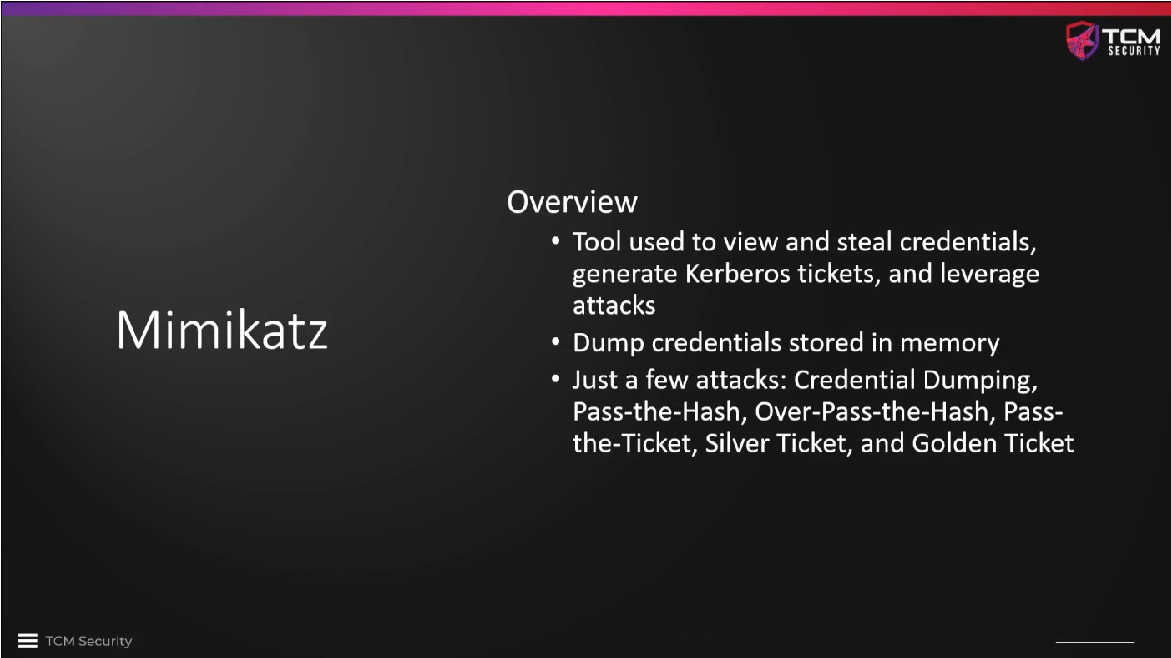 TCM
SECURITY
Mimikatz
Overview
• Tool used to view and steal credentials,
generate Kerberos tickets, and leverage
attacks
• Dump credentials stored in memory
• Just a few attacks: Credential Dumping,
Pass-the-Hash, Over-Pass-the-Hash, Pass-
the-Ticket, Silver Ticket, and Golden Ticket
TCM Security